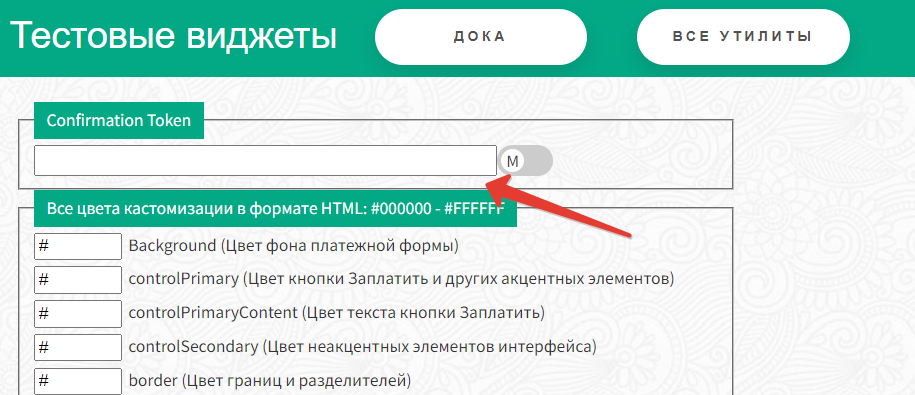 Тестовые виджеты
ДОКА
ВСЕ УТИЛИТЫ
Confirmation Token
М
Все цвета кастомизации в формате HTML: #000000 - #FFFFFF
# Background (Цвет фона платежной формы)
# controlPrimary (Цвет кнопки Заплатить и других акцентных элементов)
# controlPrimaryContent (Цвет текста кнопки Заплатить)
# controlSecondary (Цвет неакцентных элементов интерфейса)
# border (Цвет границ и разделителей)